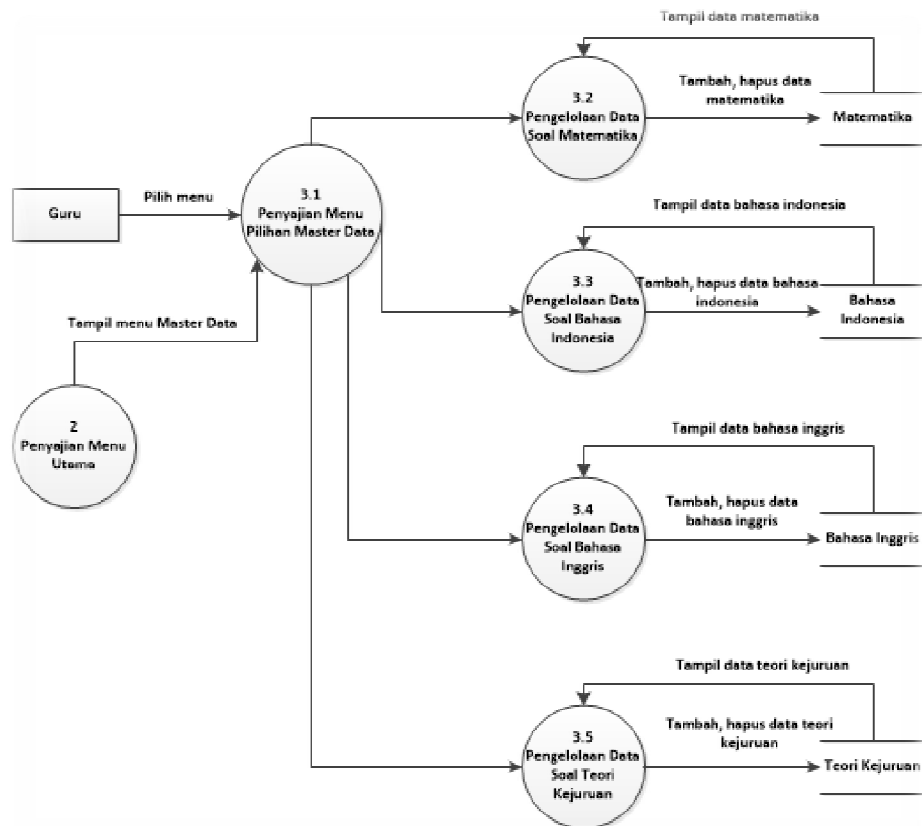 Tampil data matematika
3.2
Pengelolaan Data
Soal Matematika
Tambah, hapus data
matematika
Matematika
Guru
Pilih menu
3.1
Penyajian Menu
Pilihan Master Data
Tampil data bahasa indonesia
3.3
Pengelolaan Data
Soal Bahasa
Indonesia
Tambah, hapus data bahasa
indonesia
Bahasa
Indonesia
Tampil menu Master Data
2
Penyajian Menu
Utama
Tampil data bahasa inggris
3.4
Pengelolaan Data
Soal Bahasa
Inggris
Tambah, hapus data
bahasa inggris
Bahasa Inggris
Tampil data teori kejuruan
3.5
Pengelolaan Data
Soal Teori
Kejuruan
Tambah, hapus data teori
kejuruan
Teori Kejuruan